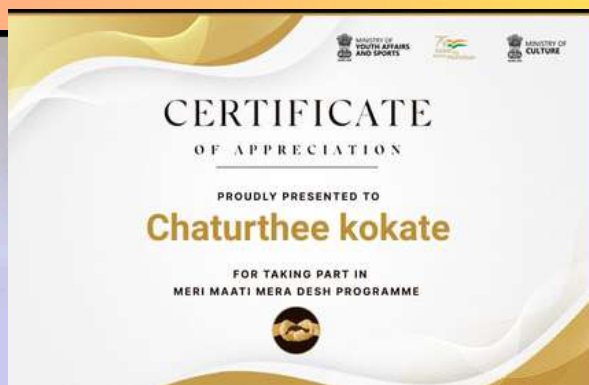 MINISTRY OF
YOUTH AFFAIRS
AND SPORTS
MINISTRY OF
CULTURE
CERTIFICATE
OF APPRECIATION
PROUDLY PRESENTED TO
Chaturthee kokate
FOR TAKING PART IN
MERI MAATI MERA DESH PROGRAMME